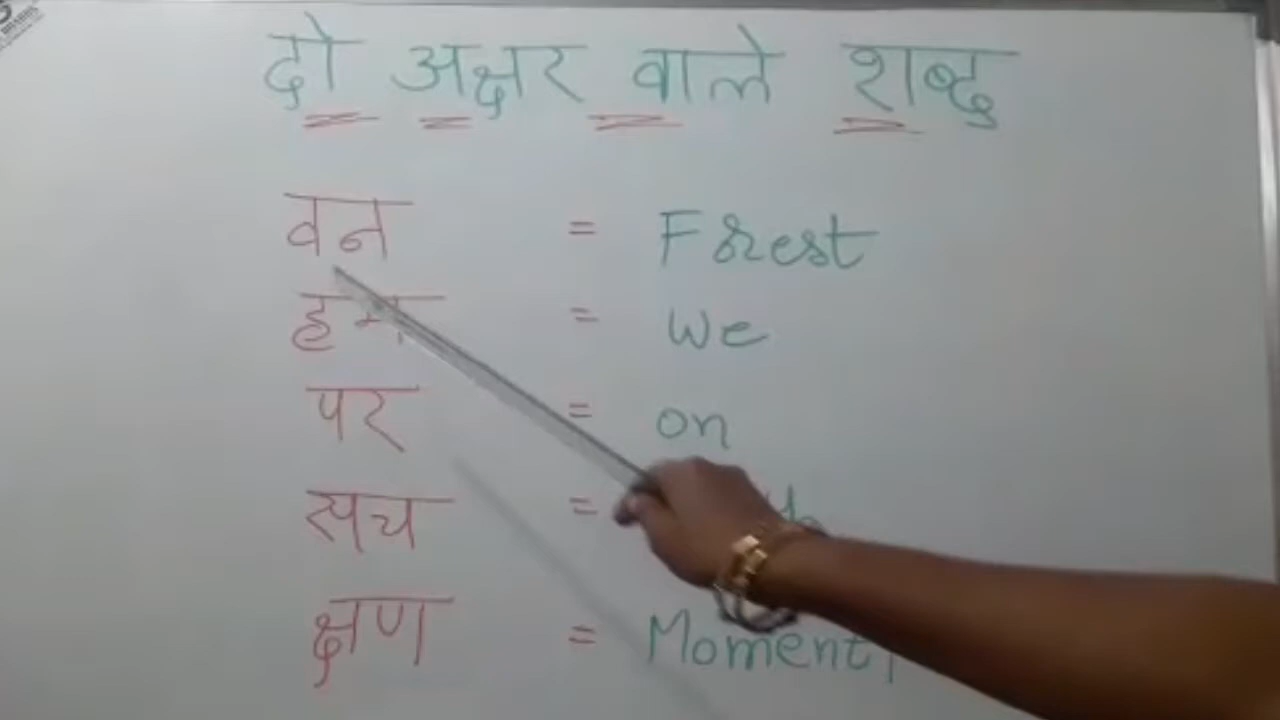 दो अक्षर वाले शब्द
वन = Forest
हम = we
पर = on
सच =
क्षण = Moment